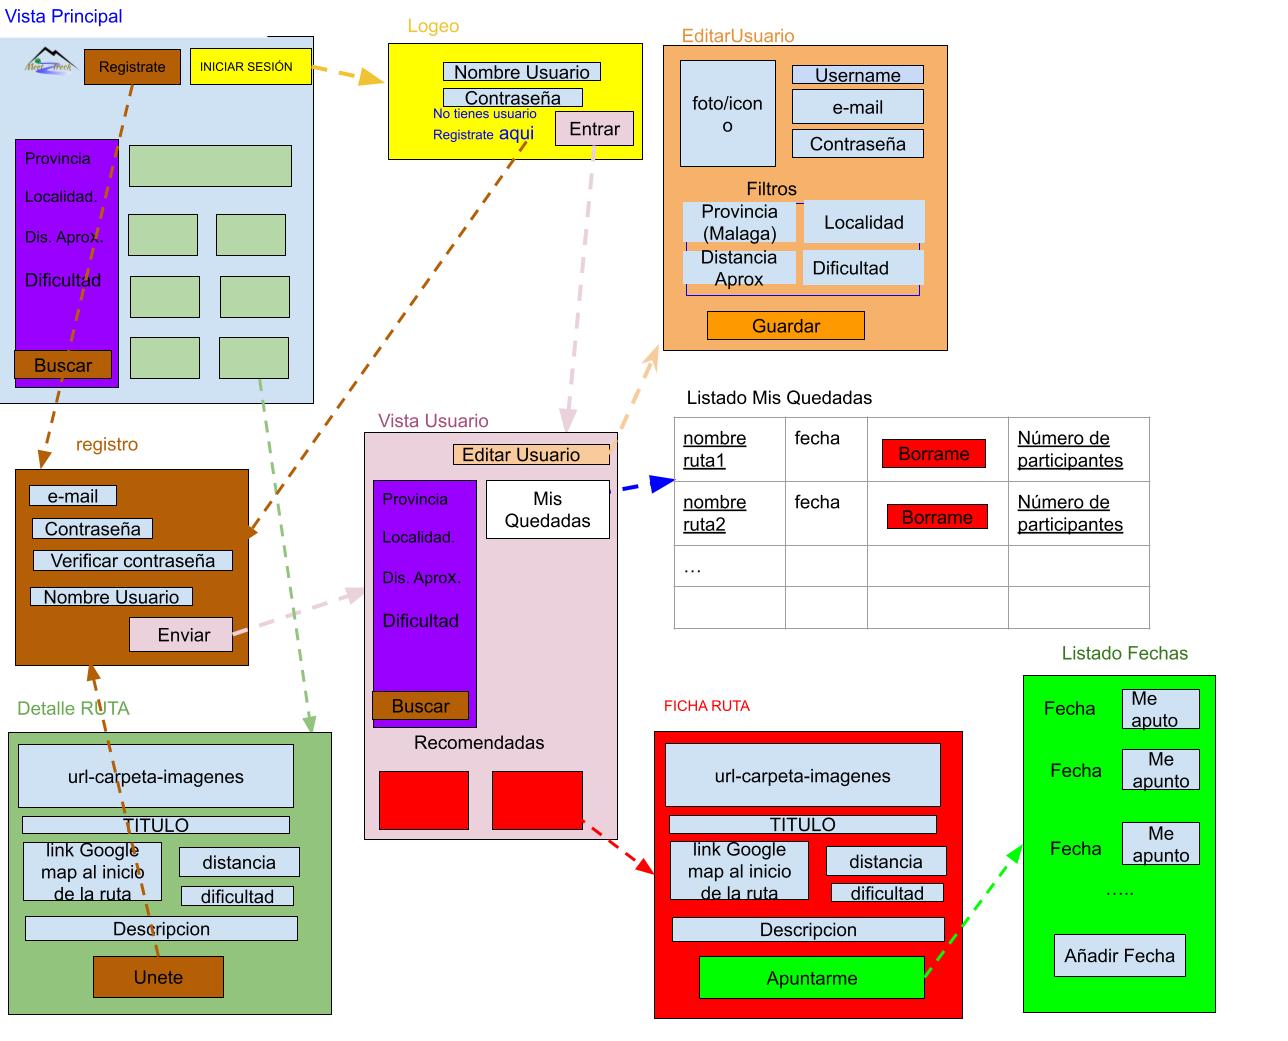 Vista Principal
Registrate
INICIAR SESIÓN
Provincia
Localidad.
Dis. Aprox.
Dificultad
Buscar
Logeo
Nombre Usuario
Contraseña
No tienes usuario
Registrate aqui
Entrar
EditarUsuario
foto/icon
o
Username
e-mail
Contraseña
Filtros
Provincia
(Malaga)
Localidad
Distancia
Aprox
Dificultad
Guardar
registro
e-mail
Contraseña
Verificar contraseña
Nombre Usuario
Enviar
Vista Usuario
Editar Usuario
Provincia
Localidad.
Dis. Aprox.
Dificultad
Buscar
Mis
Quedadas
Recomendadas
Listado Mis Quedadas
nombre
ruta1
fecha
Borrame
Número de
participantes
nombre
ruta2
fecha
Borrame
Número de
participantes
…
Detalle RUTA
url-carpeta-imagenes
TITULO
link Google
map al inicio
de la ruta
distancia
dificultad
Descripcion
Unete
FICHA RUTA
url-carpeta-imagenes
TITULO
link Google
map al inicio
de la ruta
distancia
dificultad
Descripcion
Apuntarme
Listado Fechas
Fecha
Me
aputo
Fecha
Me
apunto
Fecha
Me
apunto
…..
Añadir Fecha